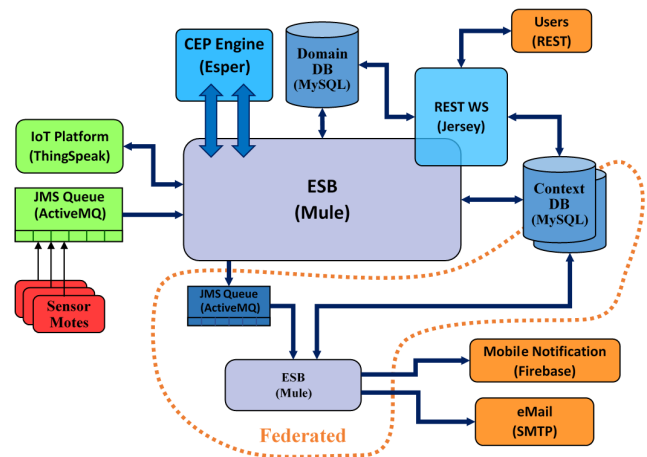 CEP Engine
(Esper)
Domain
DB
(MySQL)
Users
(REST)
REST WS
(Jersey)
IoT Platform
(ThingSpeak)
JMS Queue
(ActiveMQ)
ESB
(Mule)
Context
DB
(MySQL)
Sensor
Motes
JMS Queue
(ActiveMQ)
ESB
(Mule)
Mobile Notification
(Firebase)
eMail
(SMTP)
Federated